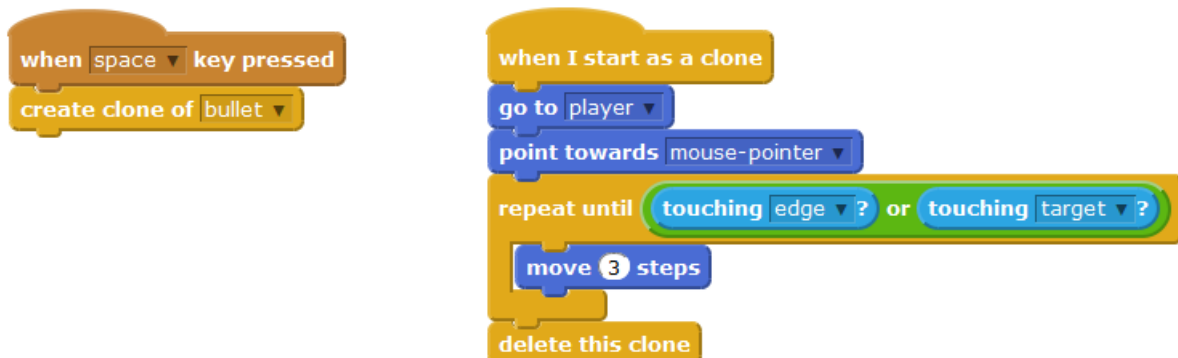 when space key pressed
create clone of bullet
when I start as a clone
go to player
point towards mouse-pointer
repeat until touching edge ? or touching target ?
move 3 steps
delete this clone